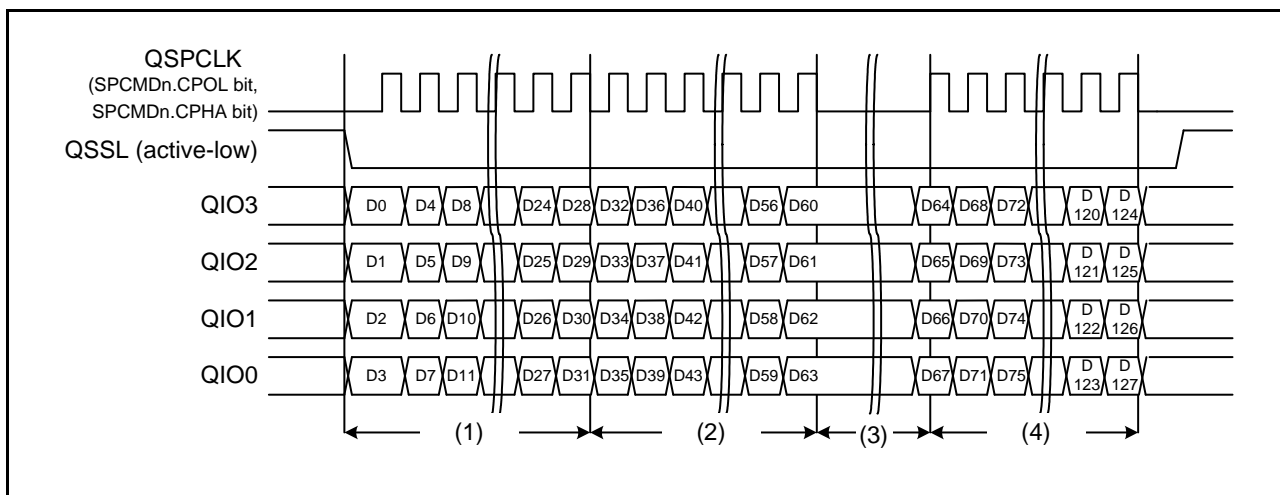 QSPCLK
(SPCMDn.CPOL bit,
SPCMDn.CPHA bit)
QSSL (active-low)
QIO3 D0 D4 D8 D24 D28 D32 D36 D40 D56 D60 D64 D68 D72 D 120 D 124
QIO2 D1 D5 D9 D25 D29 D33 D37 D41 D57 D61 D65 D69 D73 D 121 D 125
QIO1 D2 D6 D10 D26 D30 D34 D38 D42 D58 D62 D66 D70 D74 D 122 D 126
QIO0 D3 D7 D11 D27 D31 D35 D39 D43 D59 D63 D67 D71 D75 D 123 D 127
(1) (2) (3) (4)